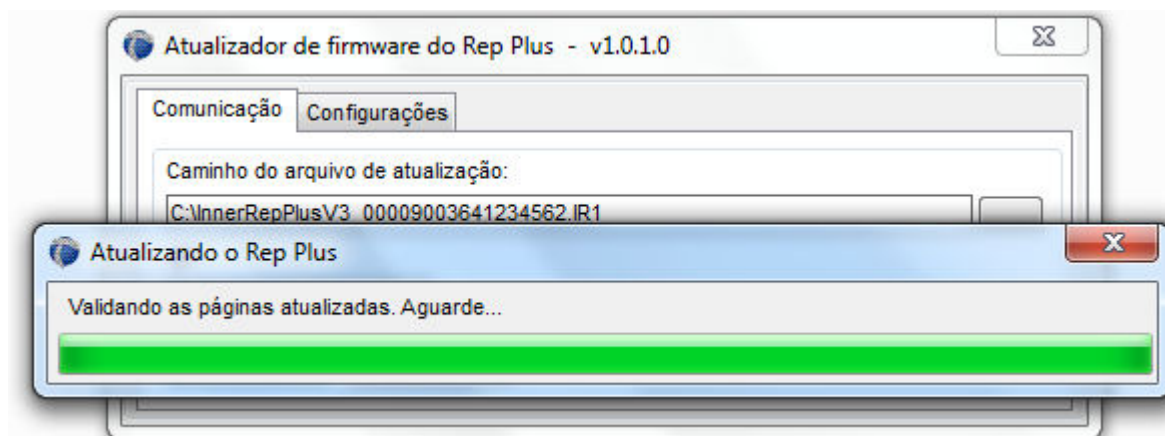 Atualizador de firmware do Rep Plus - v1.0.1.0
Comunicação
Configurações
Caminho do arquivo de atualização:
C:\InnerRepPlusV3_00009003641234562.IR1
Atualizando o Rep Plus
Validando as páginas atualizadas. Aguarde...